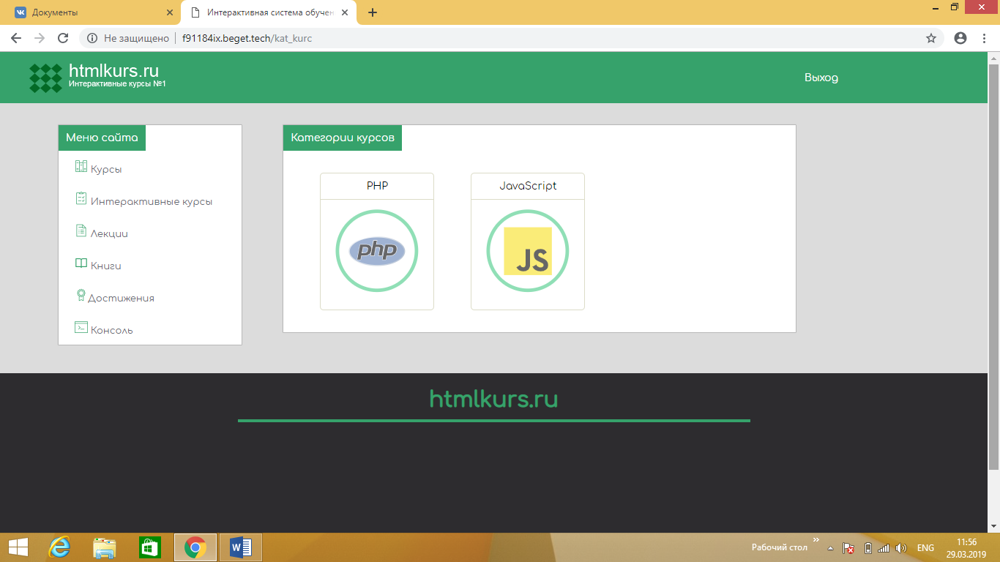 Документы
Интерактивная система обучен
Не защищено
f91184ix.beget.tech/kat_kurc
htmlkurs.ru
Интерактивные курсы №1
Выход
Меню сайта
Курсы
Интерактивные курсы
Лекции
Книги
Достижения
Консоль
Категории курсов
PHP
JavaScript
php
JS
htmlkurs.ru
Рабочий стол
ENG
11:56
29.03.2019